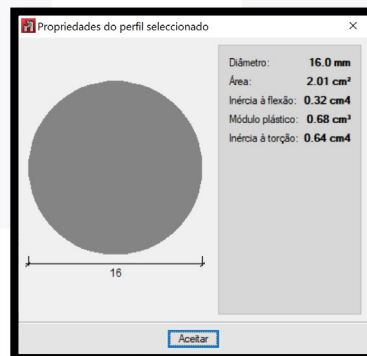 Propriedades do perfil seleccionado
Diâmetro: 16.0 mm
Área: 2.01 cm²
Inércia à flexão: 0.32 cm4
Módulo plástico: 0.68 cm³
Inércia à torção: 0.64 cm4
16
Aceitar